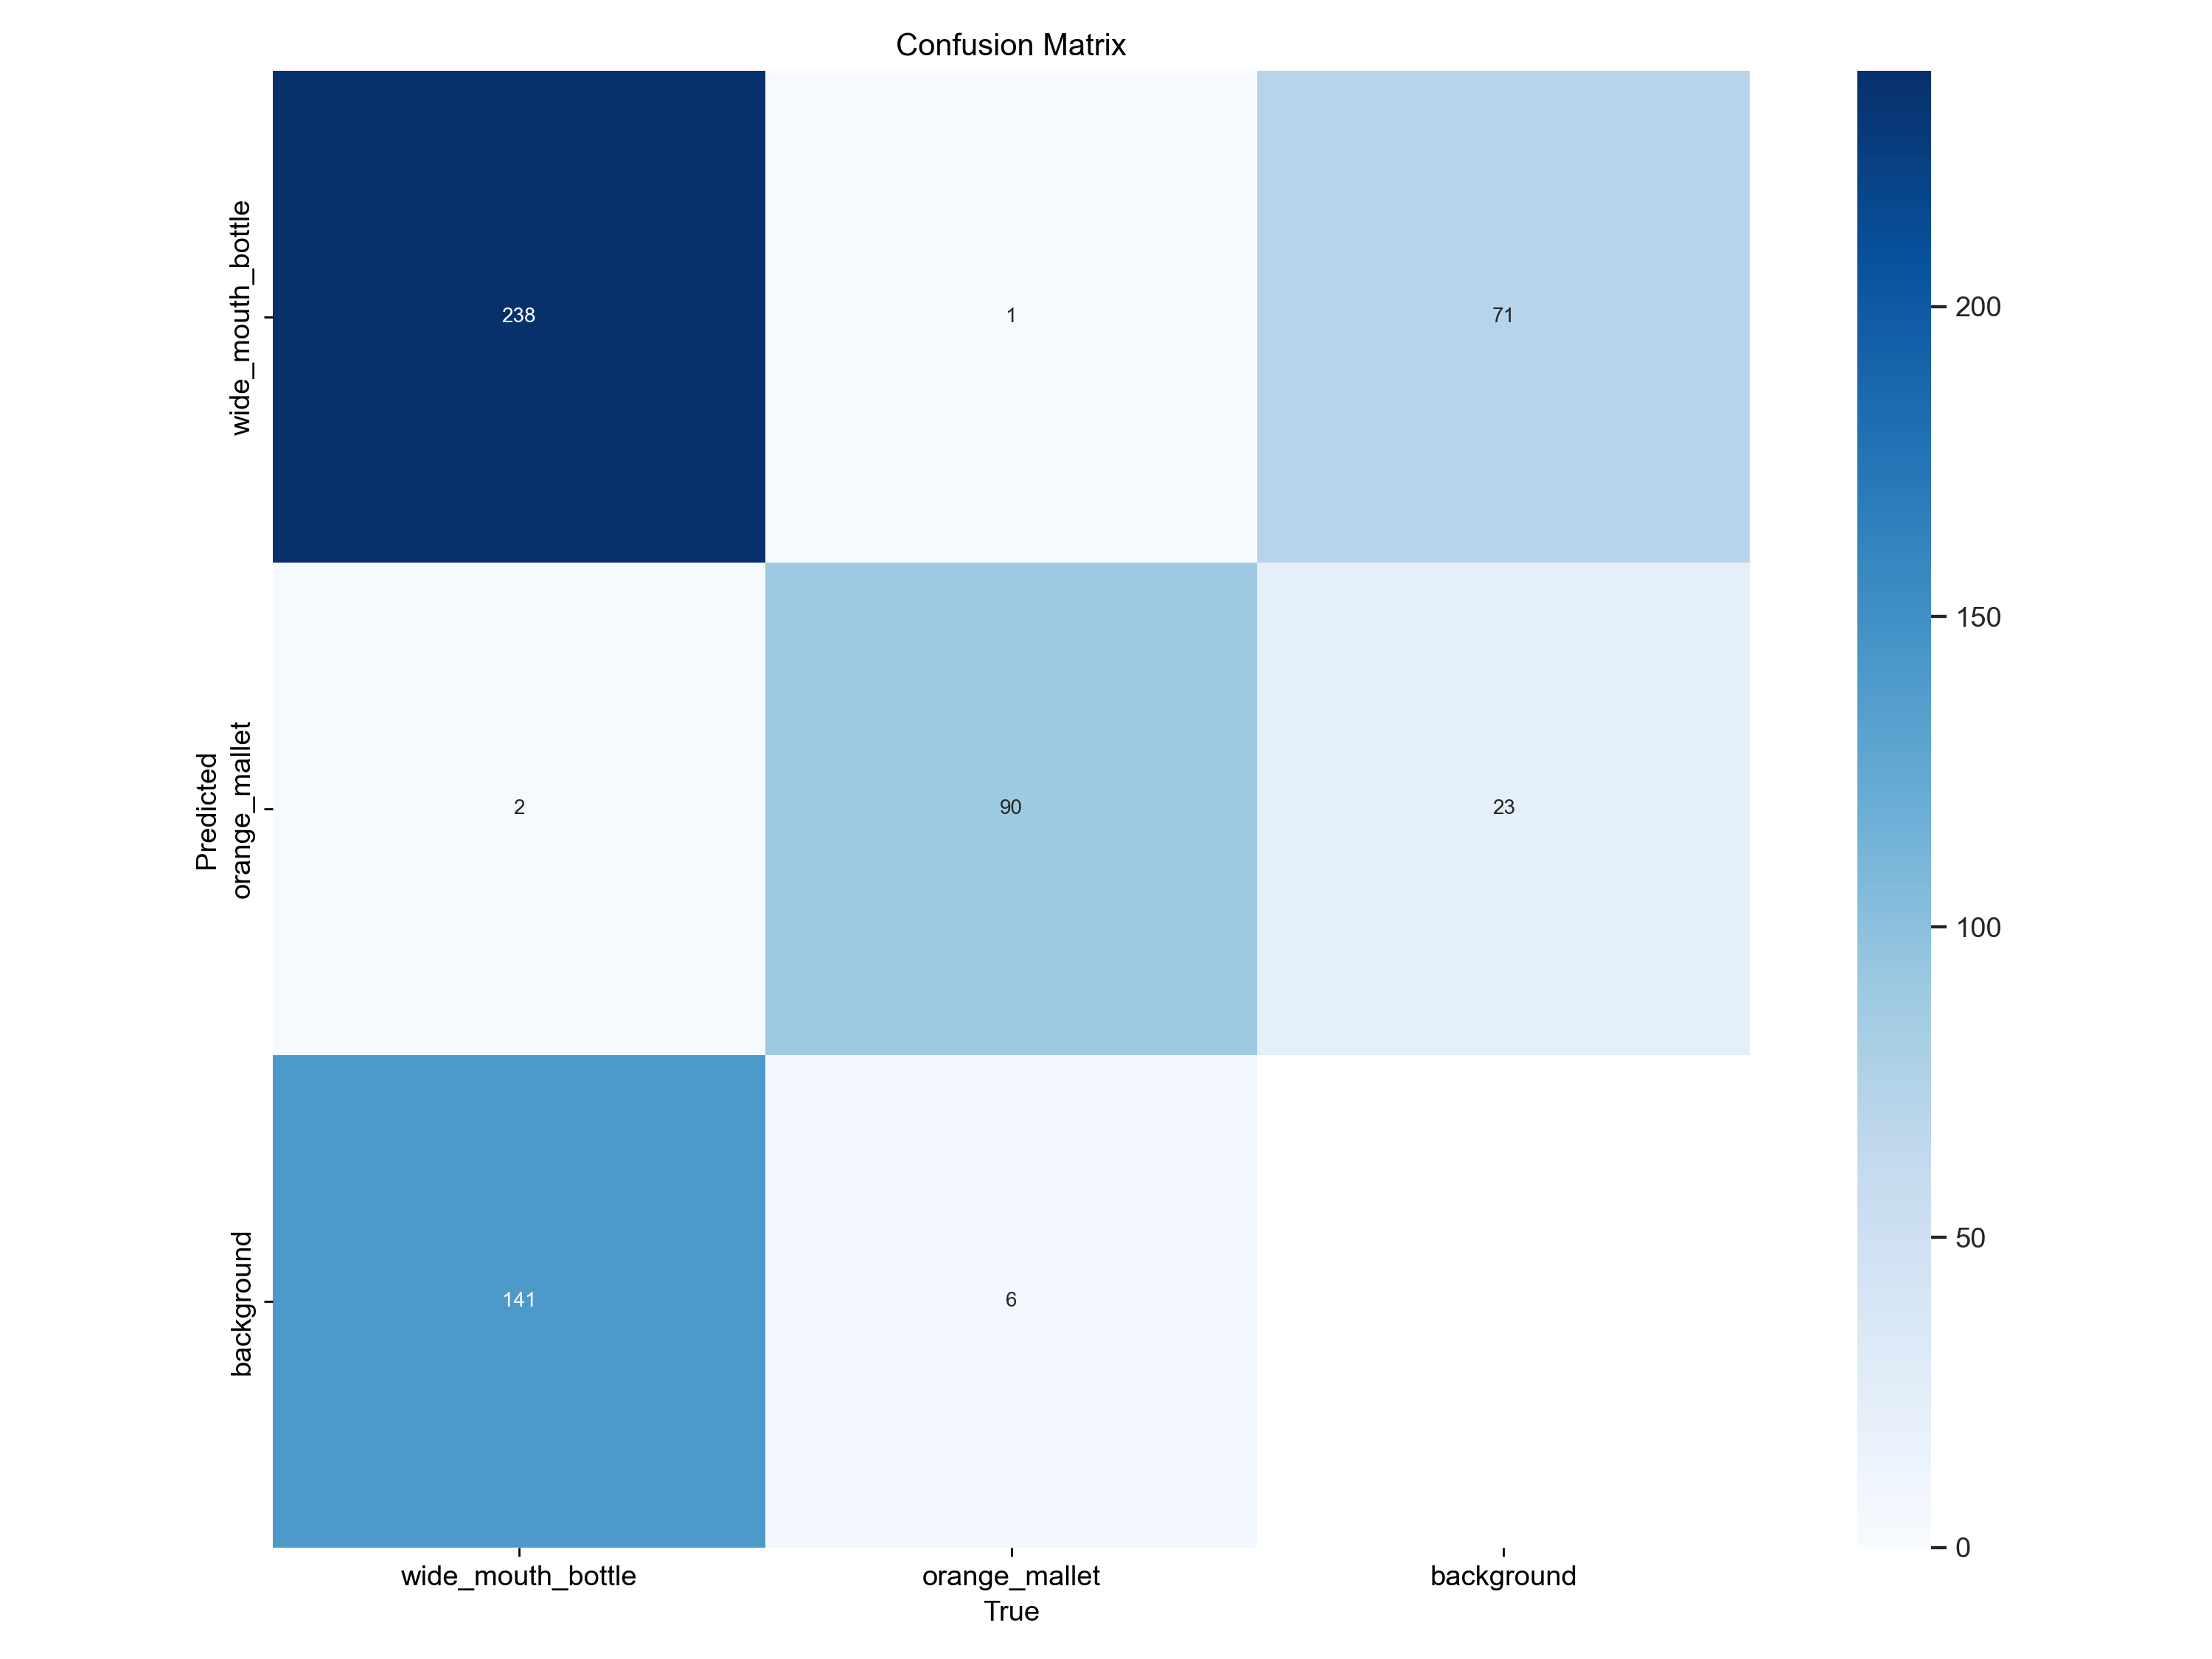 Confusion Matrix
wide_mouth_bottle
238
1
71
200
150
Predicted
orange_mallet
2
90
23
100
50
background
141
6
0
wide_mouth_bottle
orange_mallet
background
True